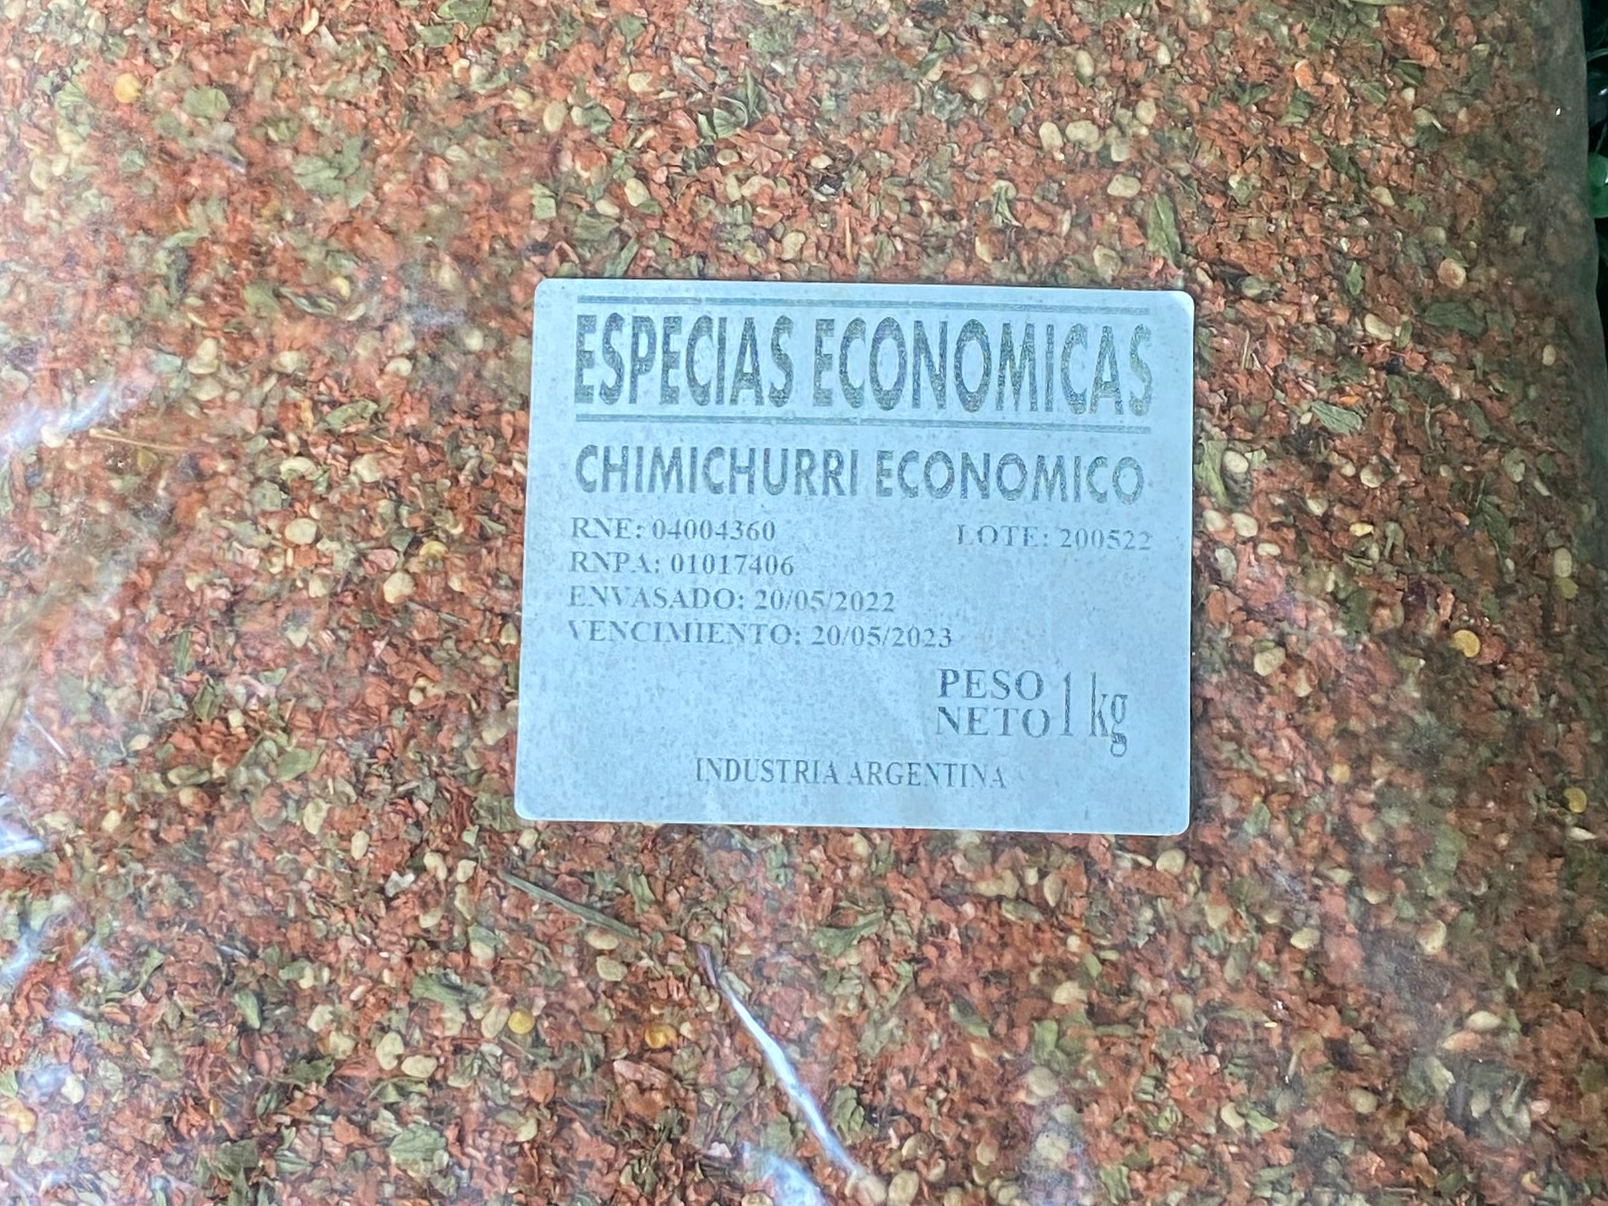 ESPECIAS ECONOMICAS
CHIMICHURRI ECONOMICO
RNE: 04004360 LOTE: 200522
RNPA: 01017406
ENVASADO: 20/05/2022
VENCIMIENTO: 20/05/2023
PESO NETO 1 kg
INDUSTRIA ARGENTINA